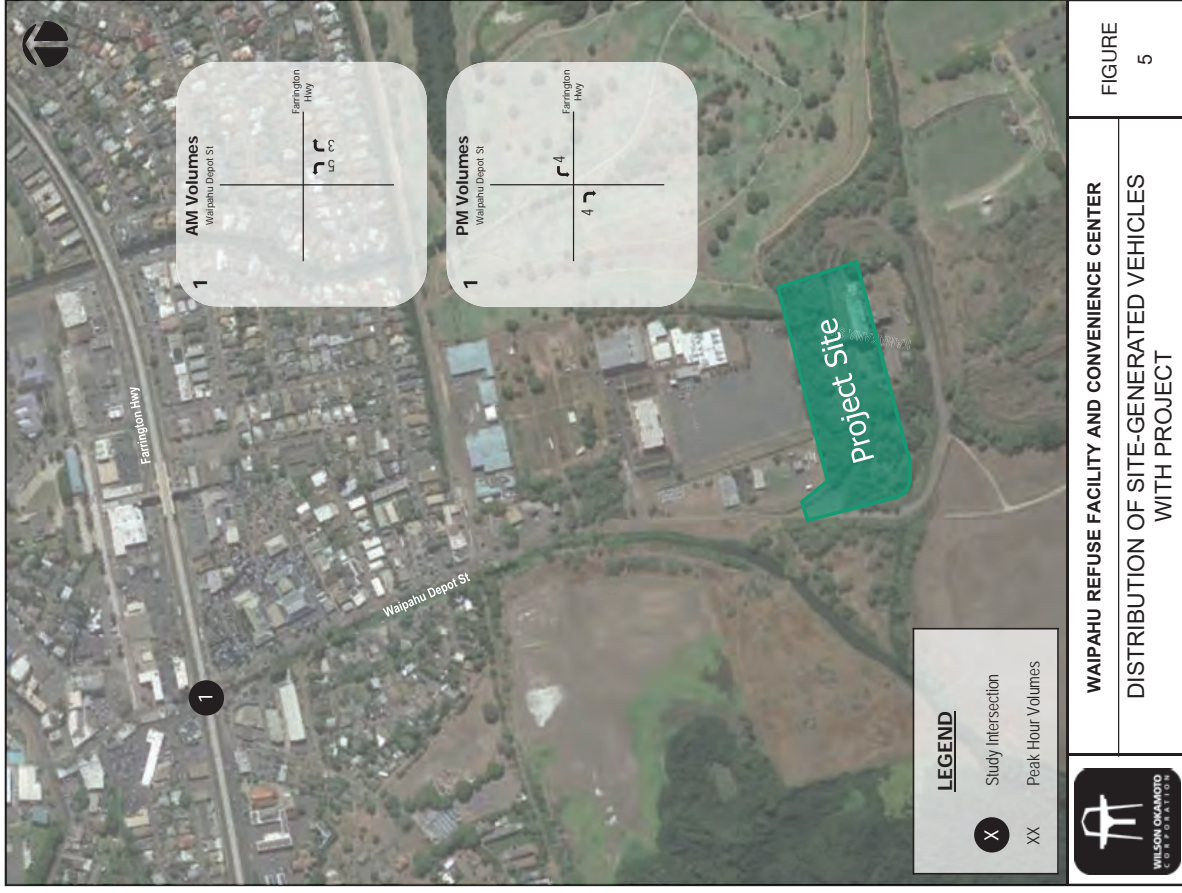 Farrington Hwy
1
Waipahu Depot St
Project Site
1
AM Volumes
Waipahu Depot St
Farrington
Hwy
5
3
1
PM Volumes
Waipahu Depot St
Farrington
Hwy
4
4
LEGEND
X
Study Intersection
XX
Peak Hour Volumes
WILSON OKAMOTO
CORPORATION
WAIPAHU REFUSE FACILITY AND CONVENIENCE CENTER
DISTRIBUTION OF SITE-GENERATED VEHICLES
WITH PROJECT
FIGURE
5